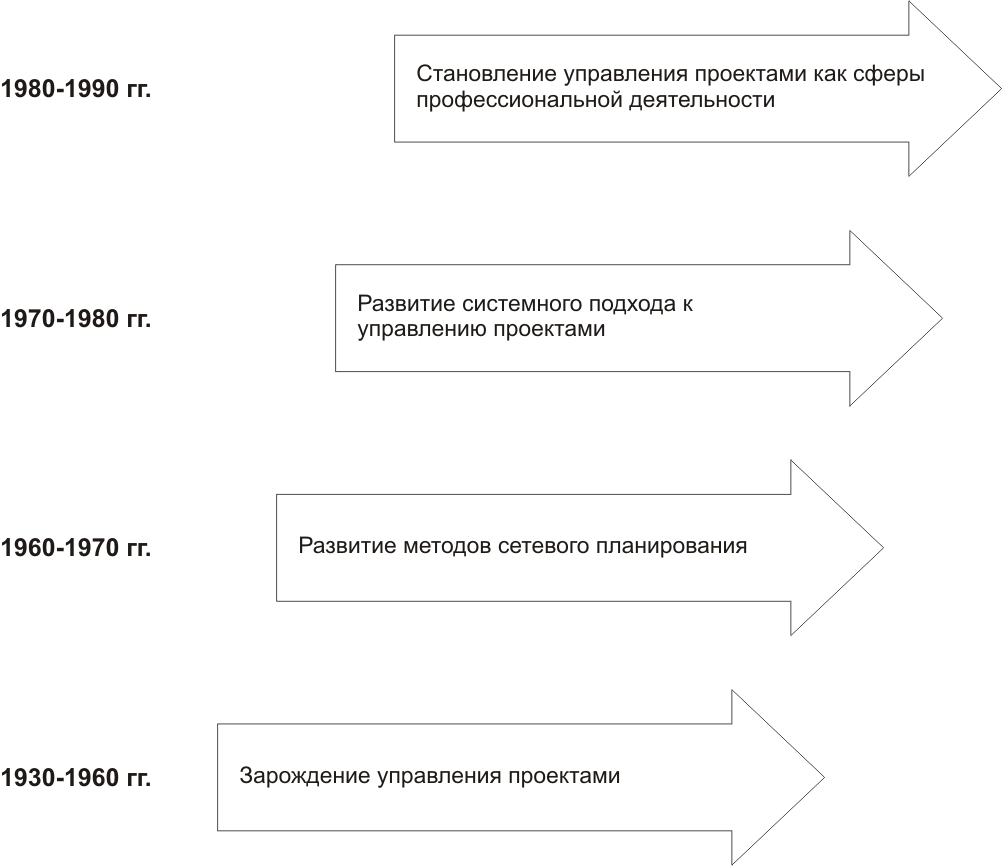 1980-1990 гг.
Становление управления проектами как сферы
профессиональной деятельности
1970-1980 гг.
Развитие системного подхода к
управлению проектами
1960-1970 гг.
Развитие методов сетевого планирования
1930-1960 гг.
Зарождение управления проектами